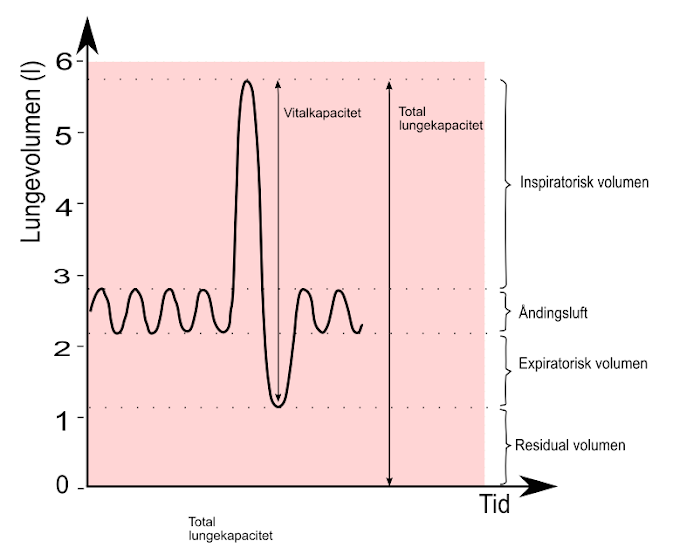 Lungevolumen (l)
6
5
4
3
2
1
0
Vitalkapacitet
Total
lungekapacitet
Inspiratorisk volumen
Åndingsluft
Expiratorisk volumen
Residual volumen
Tid
Total
lungekapacitet